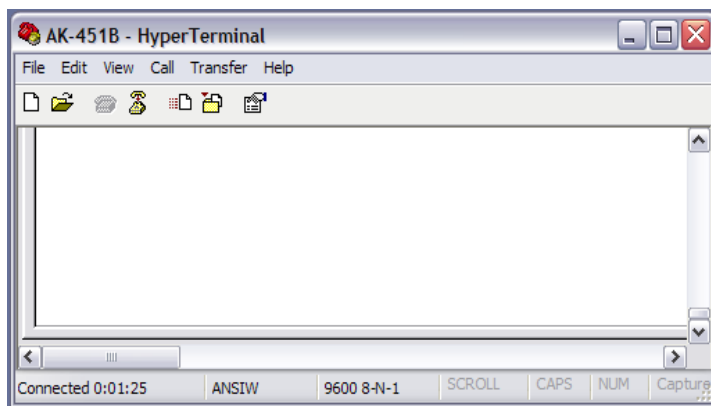 AK-451B - HyperTerminal
File Edit View Call Transfer Help
Connected 0:01:25 ANSIW 9600 8-N-1 SCROLL CAPS NUM Capture